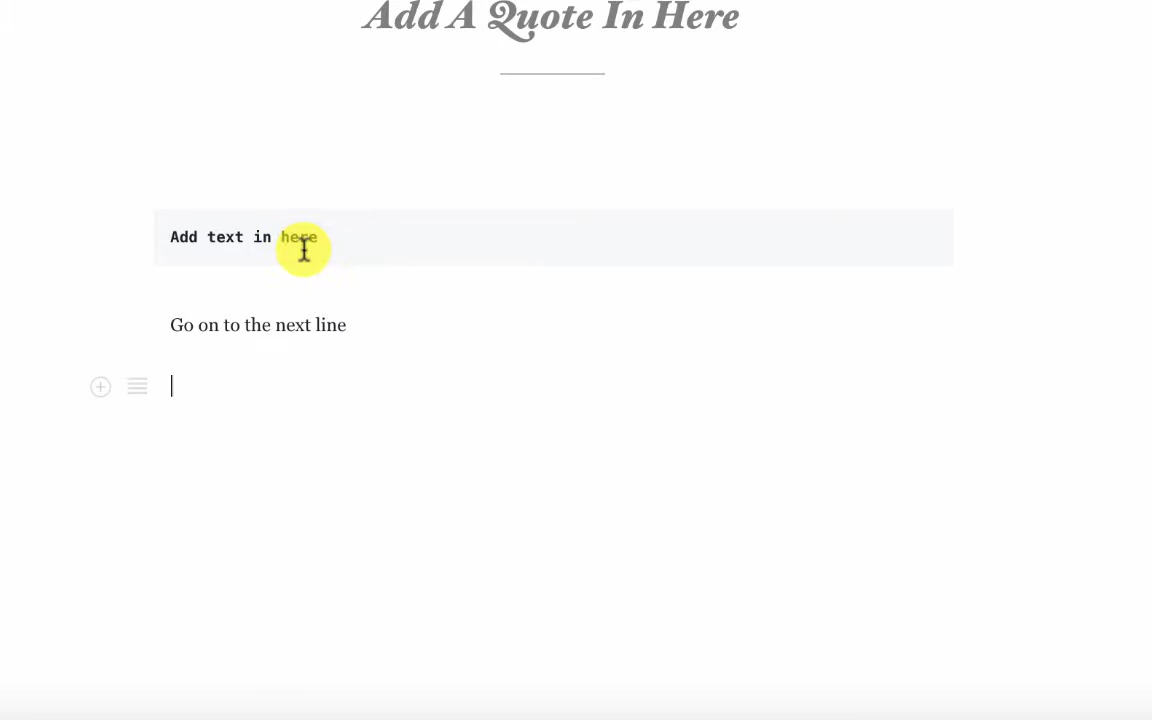 Add A Quote In Here
Add text in here
Go on to the next line